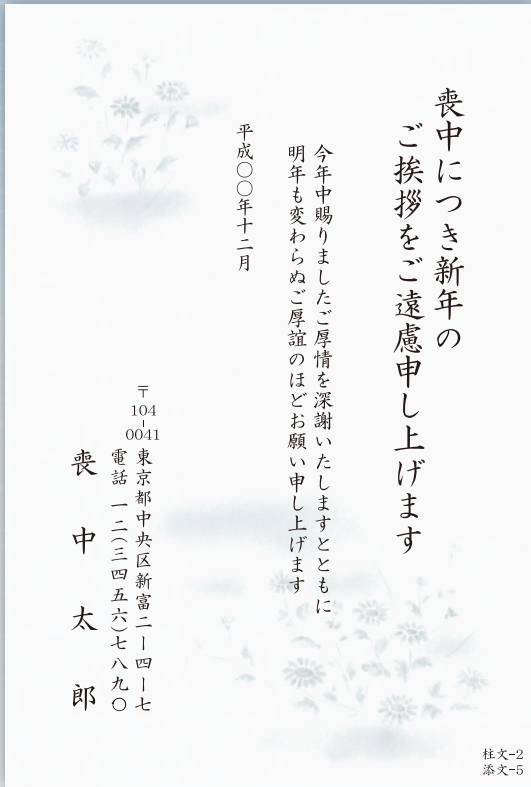 喪中につき新年の
ご挨拶をご遠慮申し上げます
今年中賜りましたご厚情を深謝いたしますとともに
明年も変わらぬご厚誼のほどお願い申し上げます
平成〇〇年十二月
〒104-0041
東京都中央区新富二ー四ー七
電話 一二(三四五六)七八九〇
喪中太郎
柱文-2
添文-5